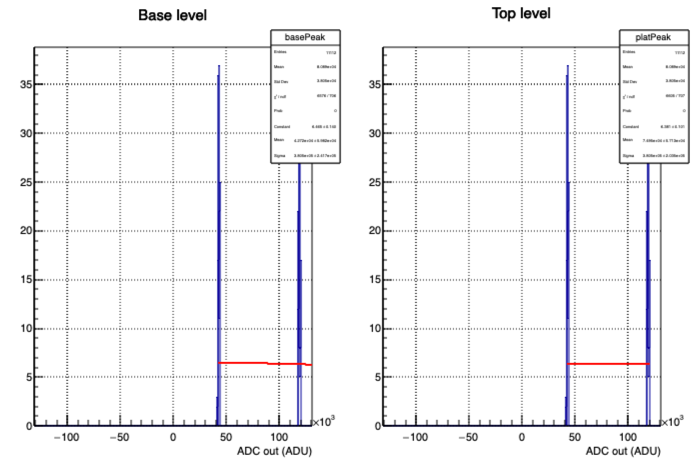 Base level
basePeak
Entries
Mean
Std Dev
χ² / ndf
Prob 0
Constant
Mean
Sigma
35
30
25
20
15
10
5
0
−100 −50 0 50 100
×10³
ADC out (ADU)
Top level
platPeak
Entries
Mean
Std Dev
χ² / ndf
Prob 0
Constant
Mean
Sigma
35
30
25
20
15
10
5
0
−100 −50 0 50 100
×10³
ADC out (ADU)